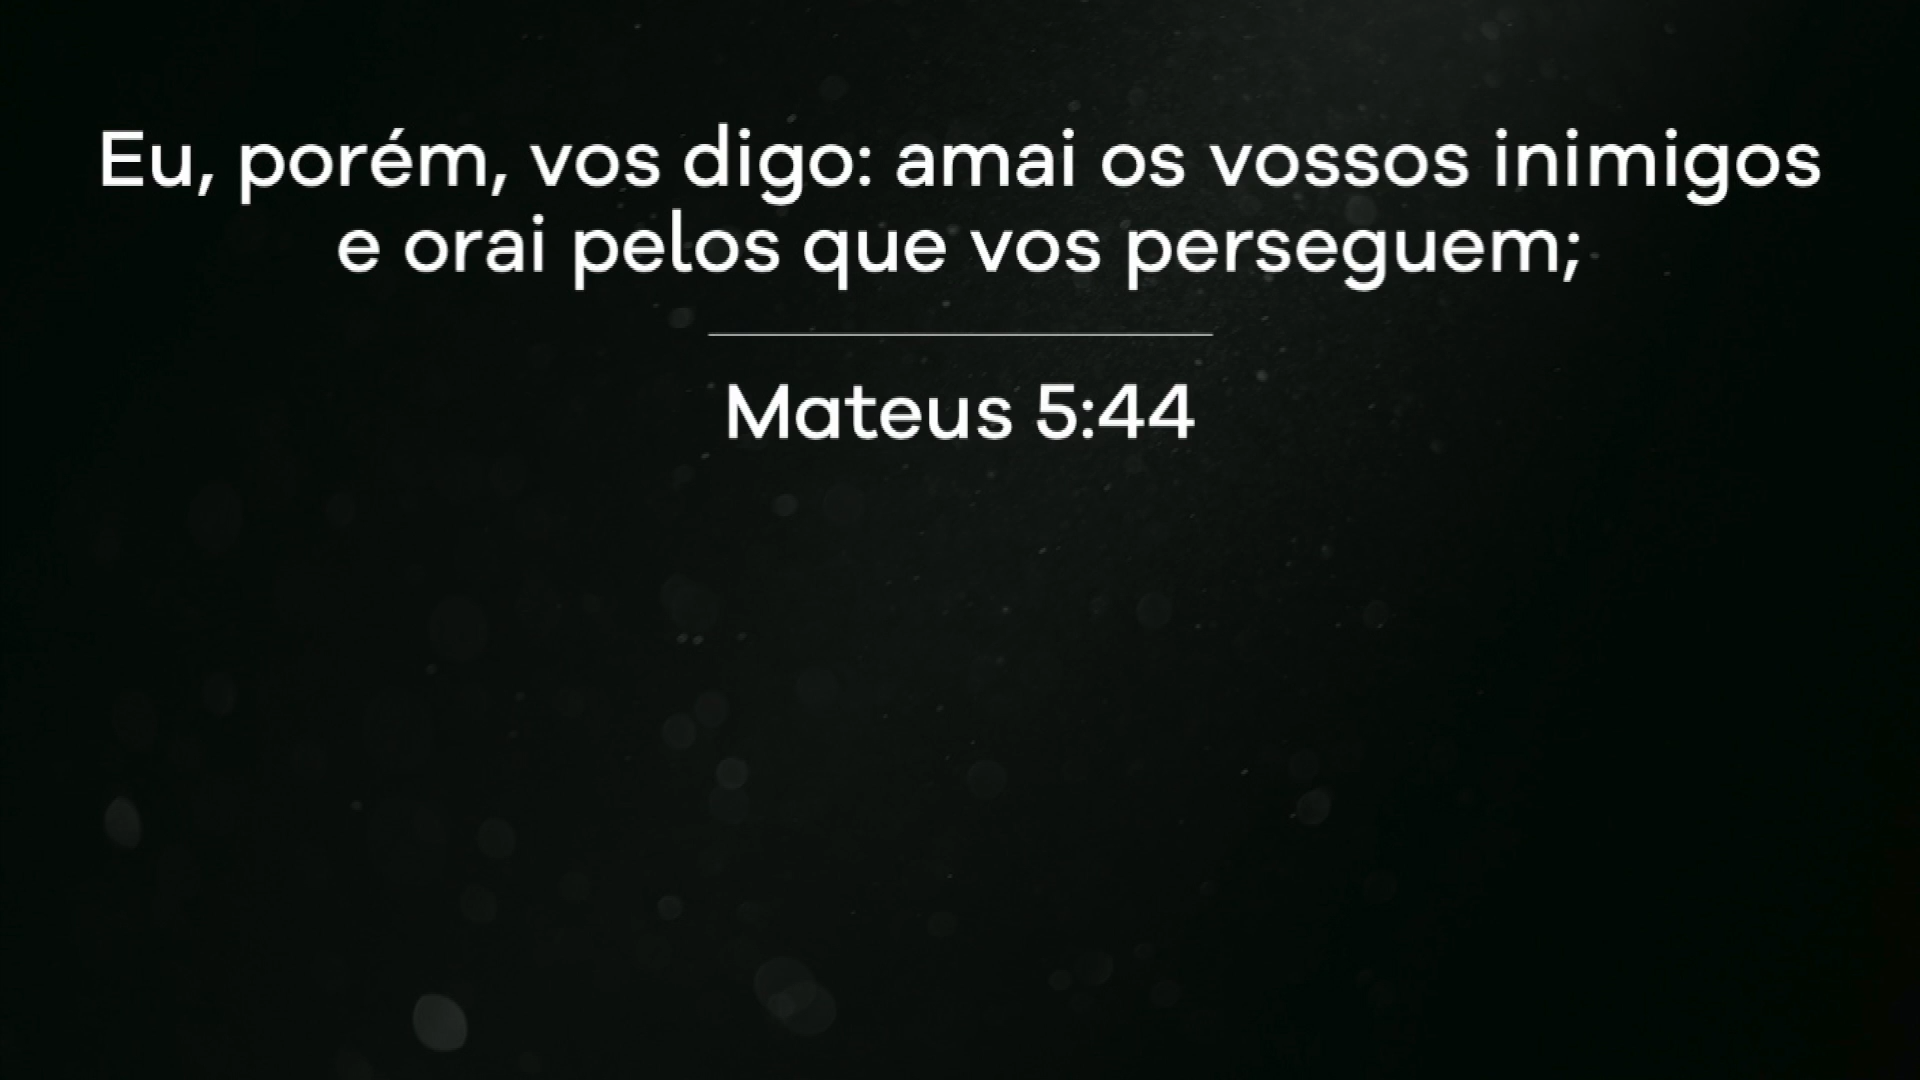 Eu, porém, vos digo: amai os vossos inimigos
e orai pelos que vos perseguem;
Mateus 5:44